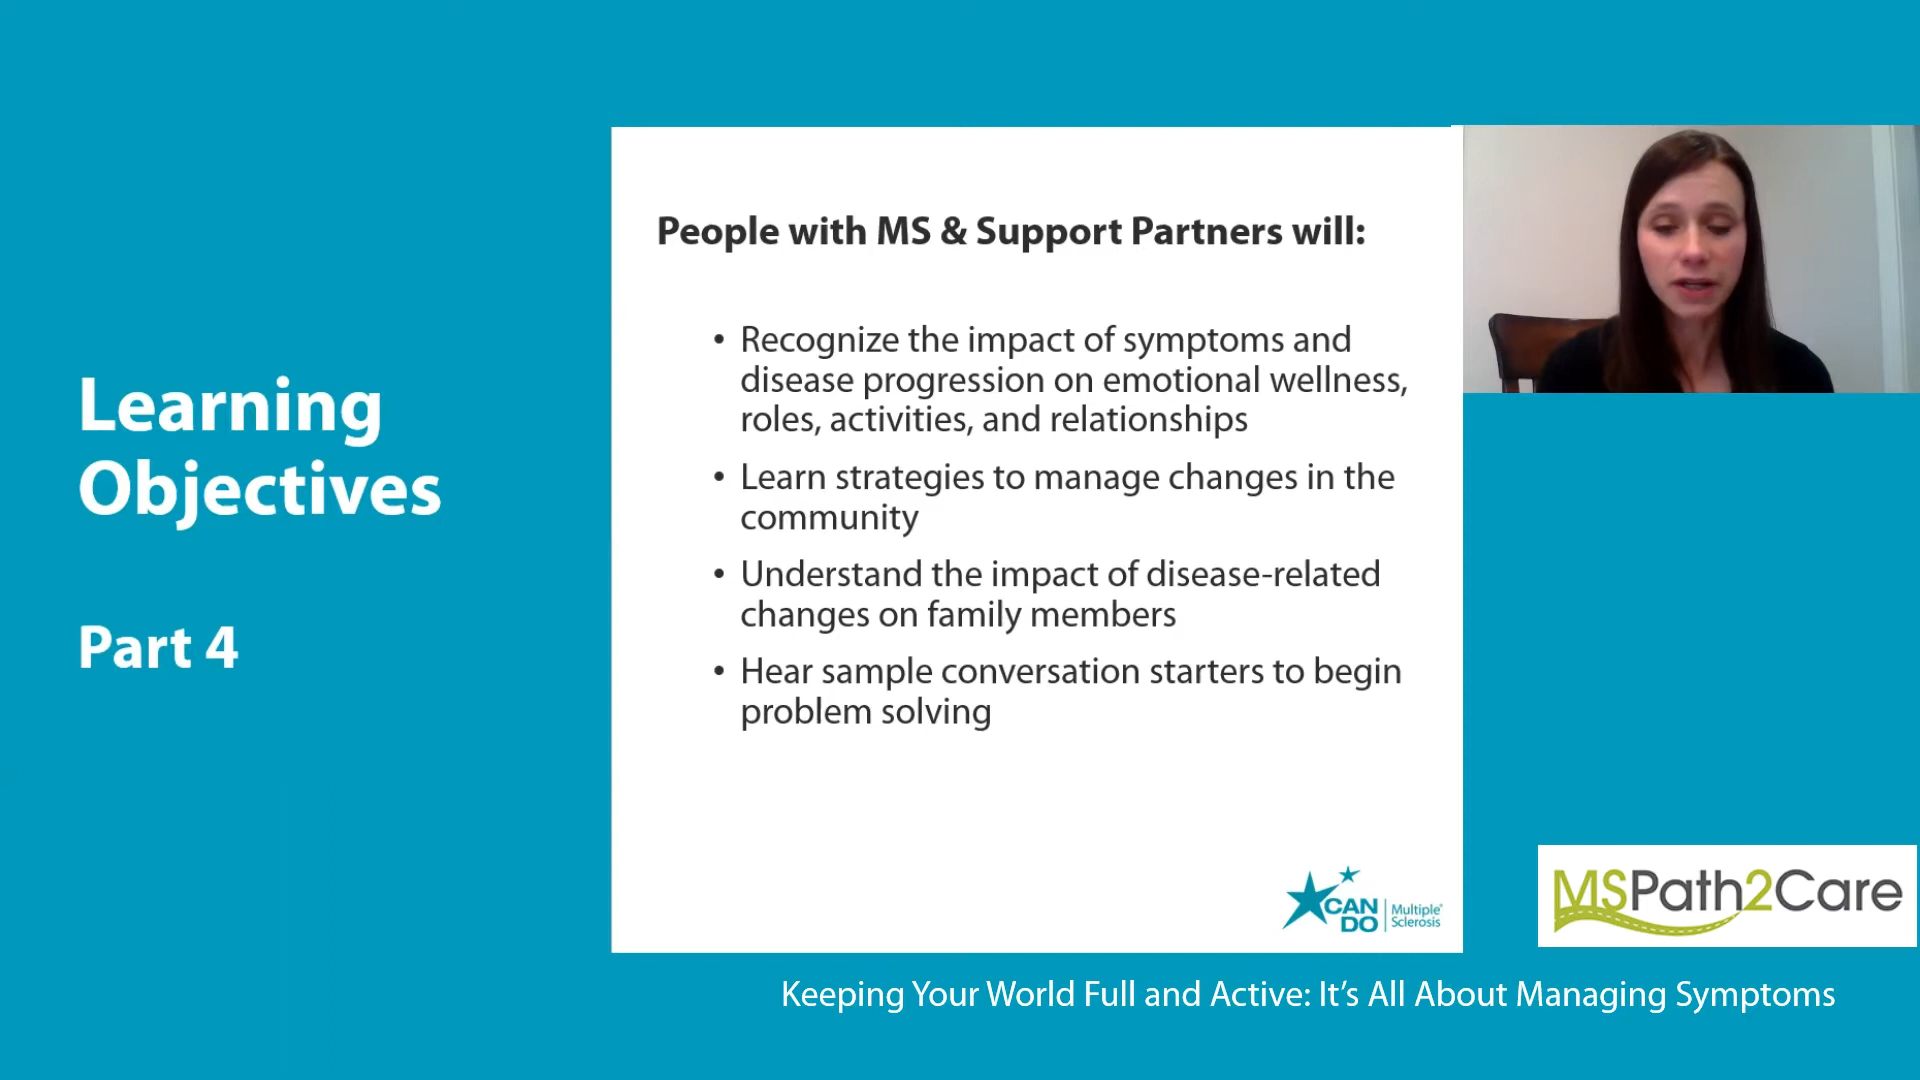 Learning
Objectives
Part 4
People with MS & Support Partners will:
• Recognize the impact of symptoms and
disease progression on emotional wellness,
roles, activities, and relationships
• Learn strategies to manage changes in the
community
• Understand the impact of disease-related
changes on family members
• Hear sample conversation starters to begin
problem solving
CAN DO Multiple® Sclerosis
MSPath2Care
Keeping Your World Full and Active: It’s All About Managing Symptoms